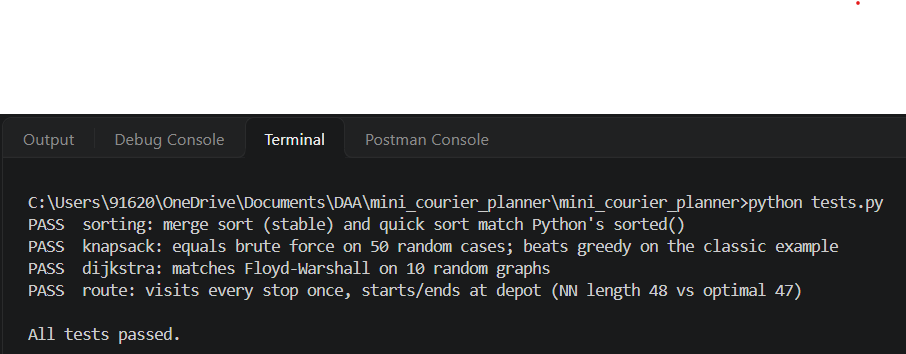 Output Debug Console Terminal Postman Console
C:\Users\91620\OneDrive\Documents\DAA\mini_courier_planner\mini_courier_planner>python tests.py
PASS  sorting: merge sort (stable) and quick sort match Python's sorted()
PASS  knapsack: equals brute force on 50 random cases; beats greedy on the classic example
PASS  dijkstra: matches Floyd-Warshall on 10 random graphs
PASS  route: visits every stop once, starts/ends at depot (NN length 48 vs optimal 47)
All tests passed.